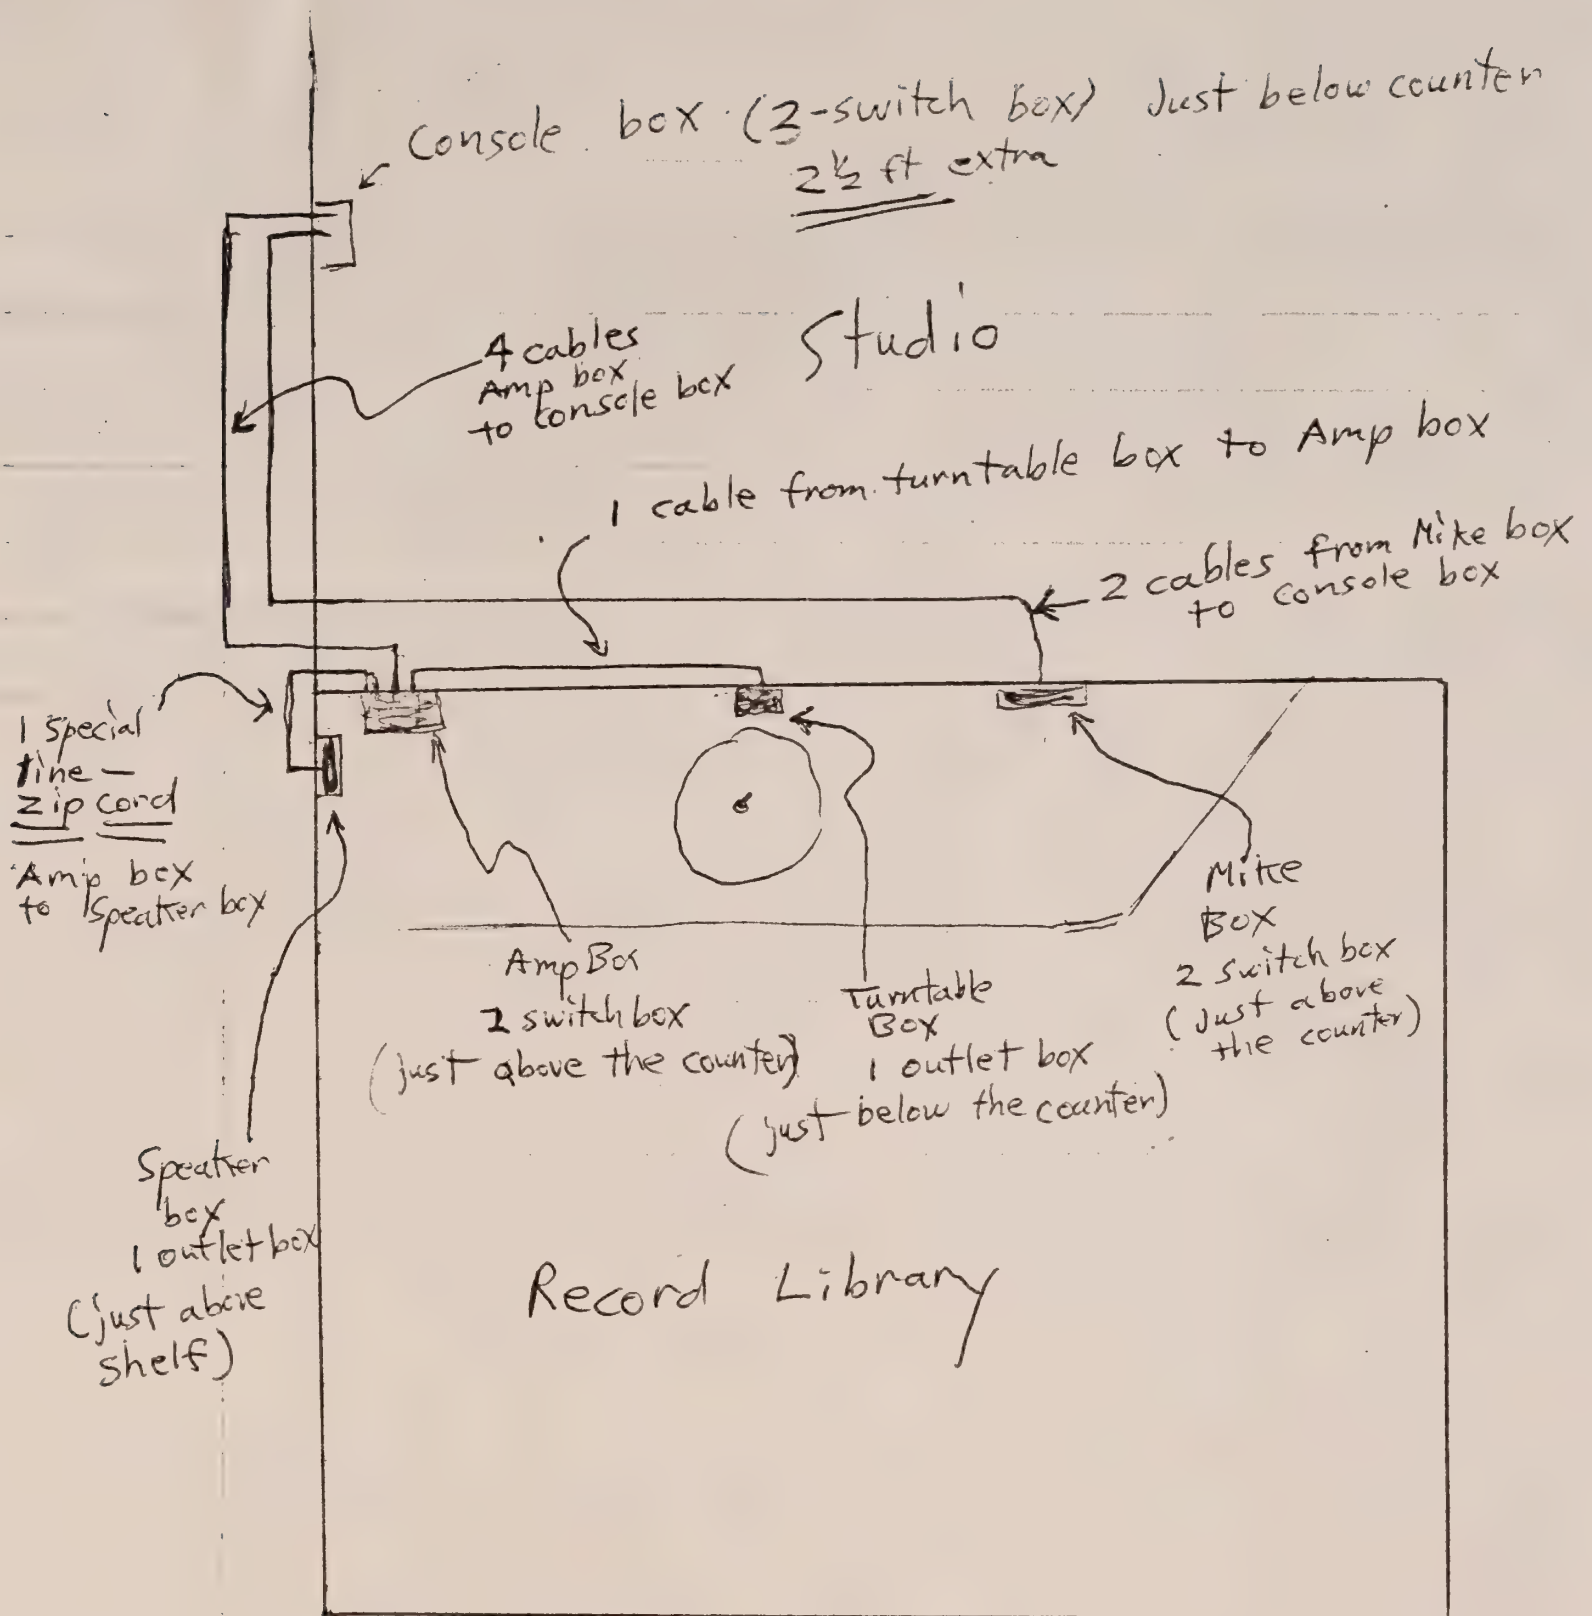 Console box (3-switch box) Just below counter
2½ ft extra
4 cables
Amp box
to console box
Studio
1 cable from turntable box to Amp box
2 cables from Mike box
to console box
1 special
line —
zip cord
Amp box
to Speaker box
Amp Box
2 switch box
(just above the counter)
Turntable
Box
1 outlet box
(just below the counter)
Mike
Box
2 switch box
(just above
the counter)
Speaker
box
1 outlet box
(just above
shelf)
Record Library